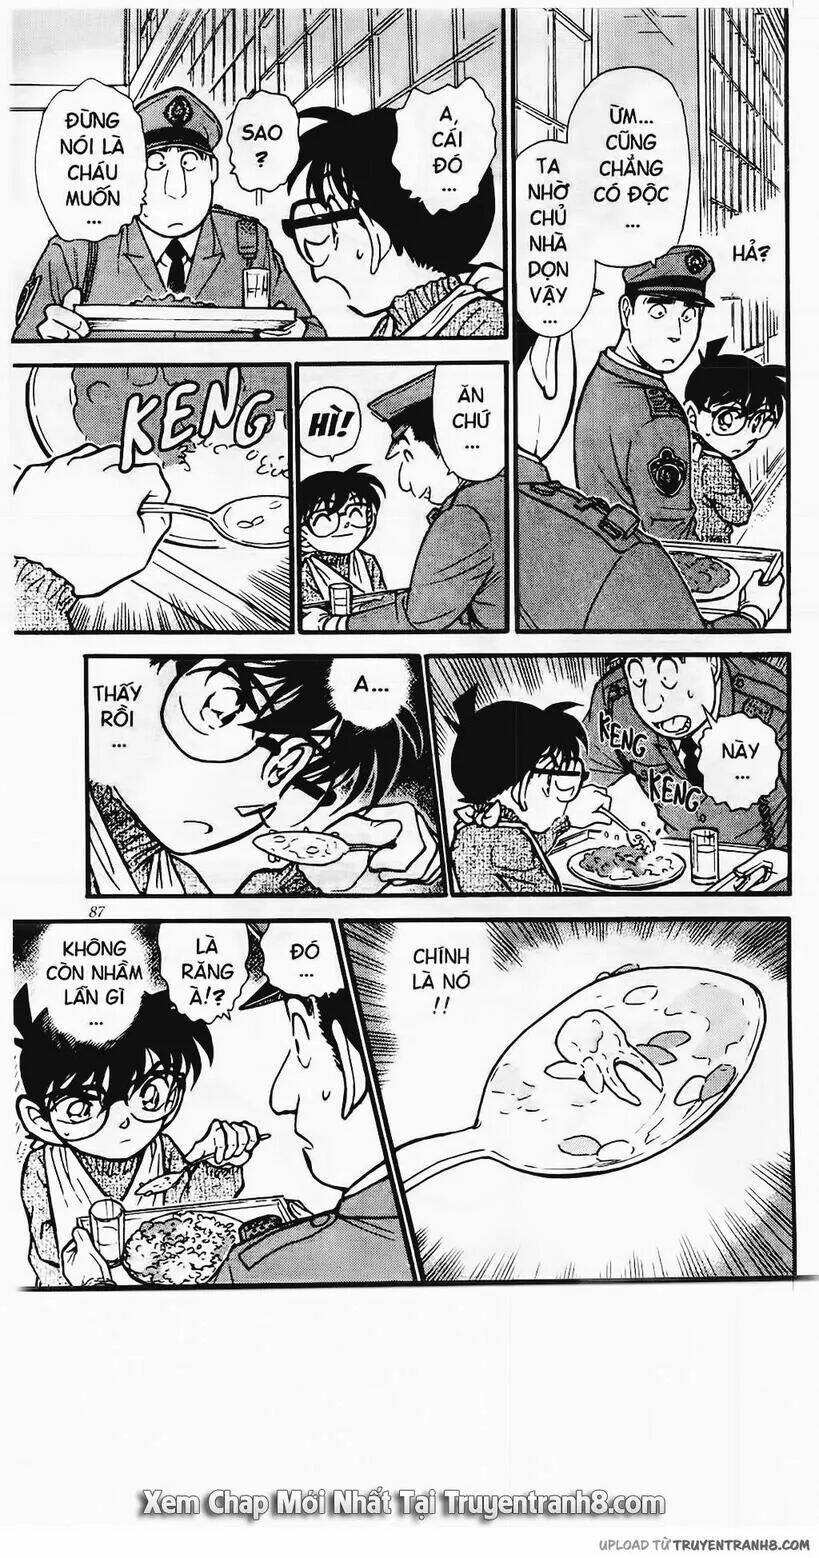 ỪM...
CŨNG
CHẲNG
CÓ ĐỘC
...
TA
NHỜ
CHỦ
NHÀ
DỌN
VẬY
...
HẢ?
A,
CÁI
ĐÓ
...
SAO
?
ĐỪNG
NÓI LÀ
CHÁU
MUỐN
...
ĂN
CHỨ
...
HÌ!
KENG
NÀY
...
KENG
KENG
A...
THẤY
RỒI
...
87
CHÍNH
LÀ NÓ
!!
ĐÓ
...
LÀ
RĂNG
À!?
KHÔNG
CÒN NHẦM
LẪN GÌ
...
Xem Chap Mới Nhất Tại Truyentranh8.com
UPLOAD TỪ TRUYENTRANH8.COM